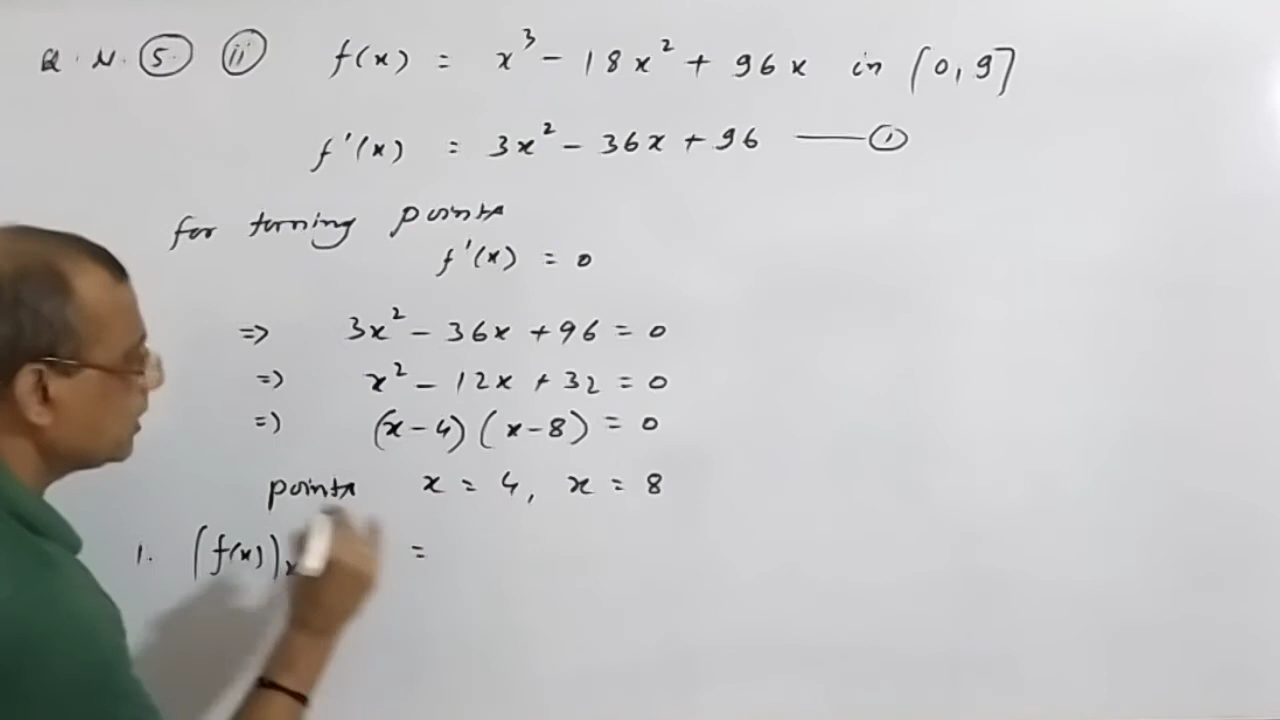 Q.N. 5. ii f(x) = x³ - 18x² + 96x in [0,9]
f'(x) = 3x² - 36x + 96 —— 1
for turning points
f'(x) = 0
=> 3x² - 36x + 96 = 0
=> x² - 12x + 32 = 0
=> (x-4)(x-8) = 0
points x = 4, x = 8
1. (f(x))x =